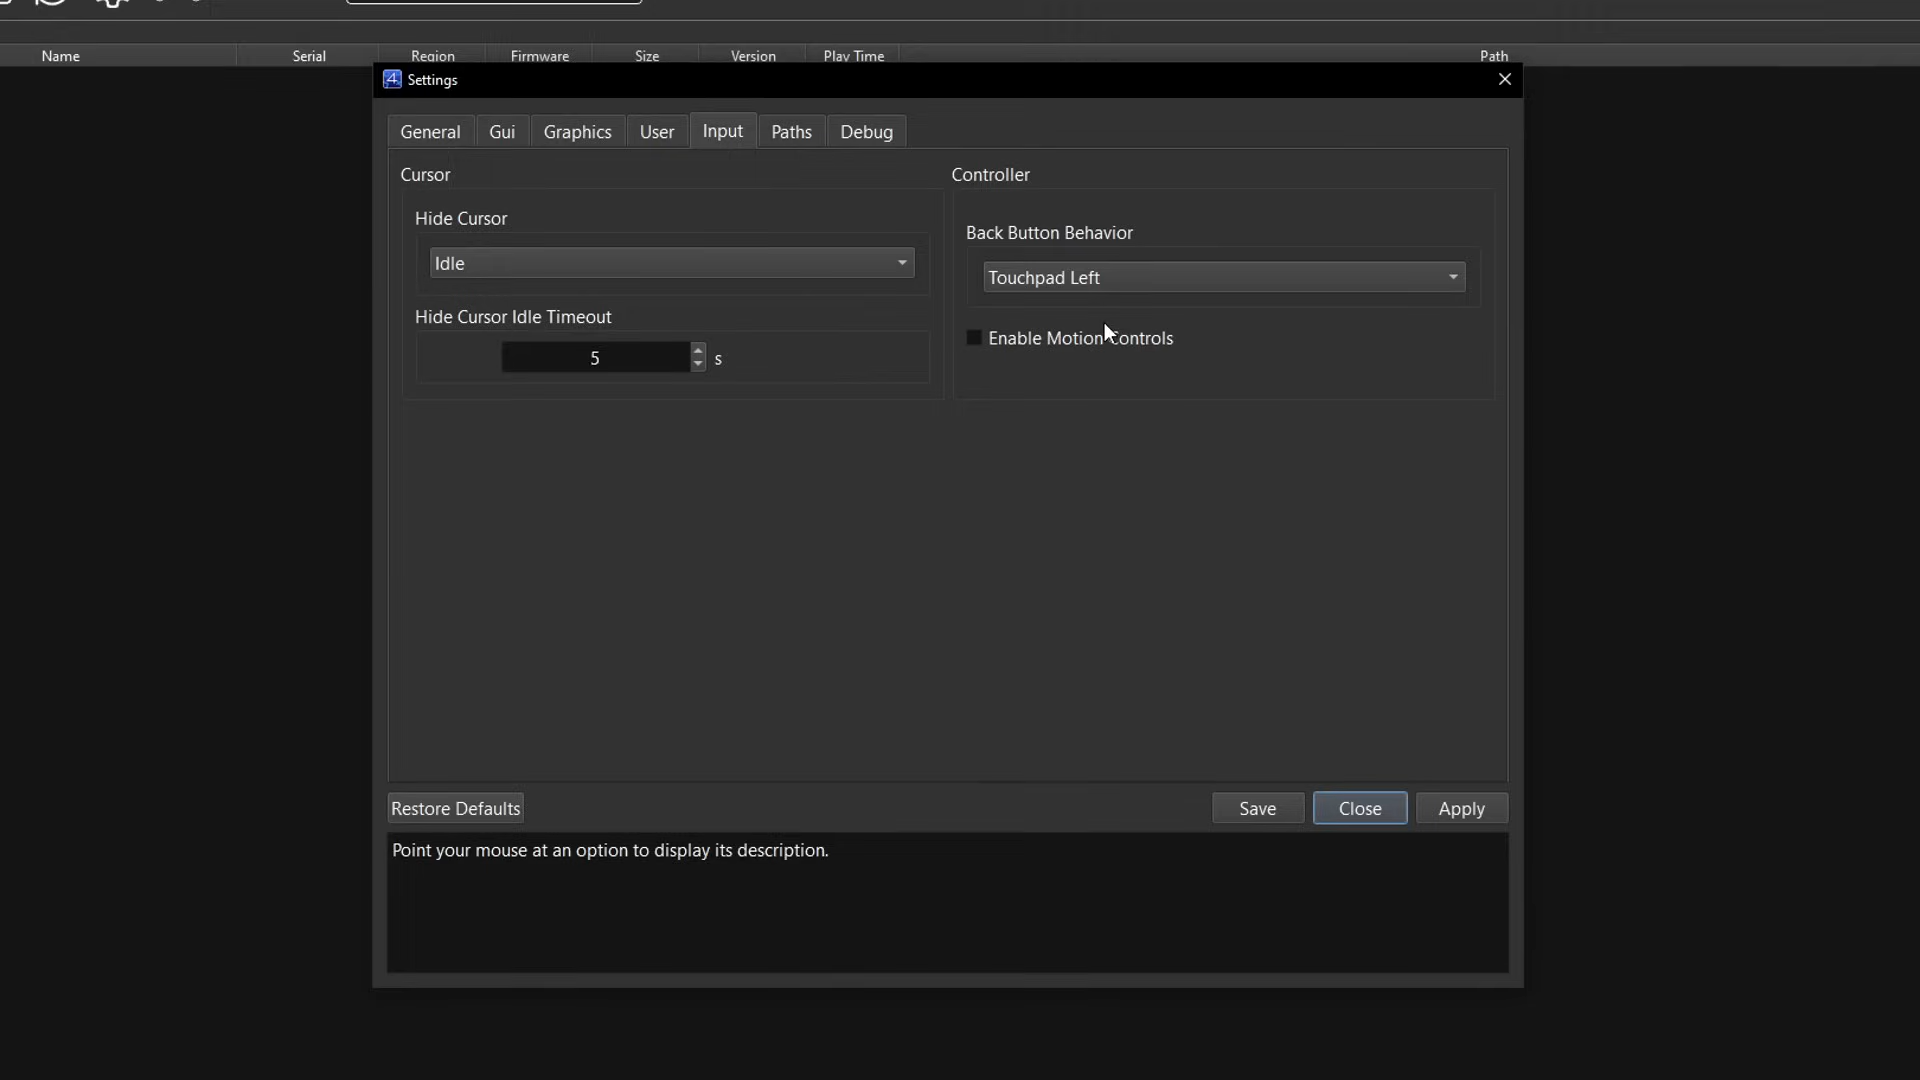 Name Serial Region Firmware Size Version Play Time Path
Settings
General Gui Graphics User Input Paths Debug
Cursor
Hide Cursor
Idle
Hide Cursor Idle Timeout
5 s
Controller
Back Button Behavior
Touchpad Left
Enable Motion Controls
Restore Defaults Save Close Apply
Point your mouse at an option to display its description.